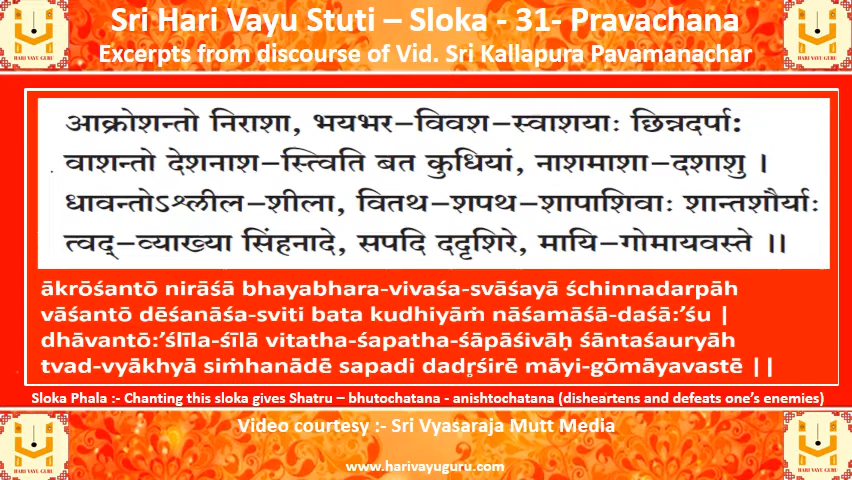 Sri Hari Vayu Stuti – Sloka - 31- Pravachana
Excerpts from discourse of Vid. Sri Kallapura Pavamanachar
HARI VAYU GURU
HARI VAYU GURU
आक्रोशन्तो निराशा, भयभर–विवश–स्वाशयाः छिन्नदर्पा:
वाशन्तो देशनाश–स्त्विति बत कुधियां, नाशमाशा–दशाशु ।
धावन्तोऽश्लील–शीला, वितथ–शपथ–शापाशिवाः शान्तशौर्याः
त्वद्–व्याख्या सिंहनादे, सपदि ददृशिरे, मायि–गोमायवस्ते ।।
ākrōśantō nirāśā bhayabhara-vivaśa-svāśayā śchinnadarpāh
vāśantō dēśanāśa-sviti bata kudhiyāṁ nāśamāśā-daśā:’śu |
dhāvantō:’ślīla-śīlā vitatha-śapatha-śāpāśivāḥ śāntaśauryāh
tvad-vyākhyā siṁhanādē sapadi dadr̥śirē māyi-gōmāyavastē ||
Sloka Phala :- Chanting this sloka gives Shatru – bhutochatana - anishtochatana (disheartens and defeats one’s enemies)
Video courtesy :- Sri Vyasaraja Mutt Media
www.harivayuguru.com
HARI VAYU GURU
HARI VAYU GURU